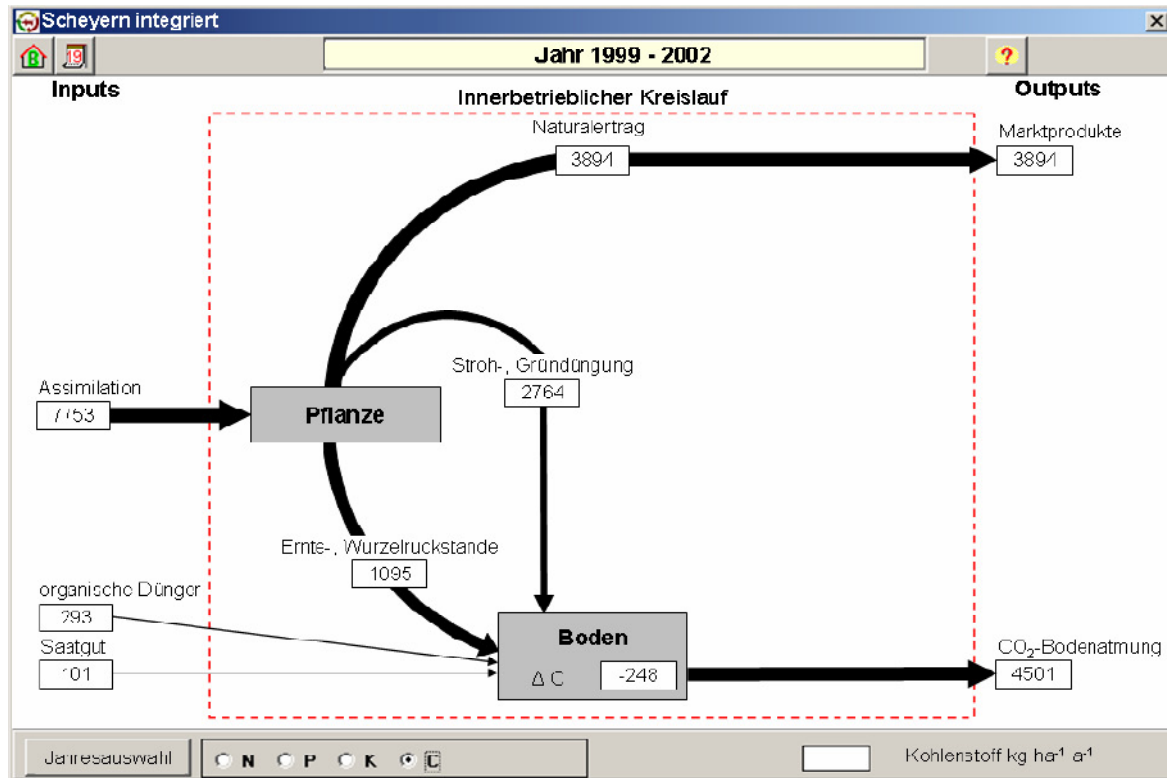 Scheyern integriert
Jahr 1999 - 2002
Inputs
Outputs
Innerbetrieblicher Kreislauf
Naturalertrag
3894
Marktprodukte
3894
Stroh-, Gründüngung
2764
Assimilation
7753
Pflanze
Ernte-, Wurzelruckstande
1095
organische Dünger
293
Saatgut
101
Boden
Δ C -248
CO₂-Bodenatmung
4501
Jahresauswahl
N P K C
Kohlenstoff kg ha⁻¹ a⁻¹